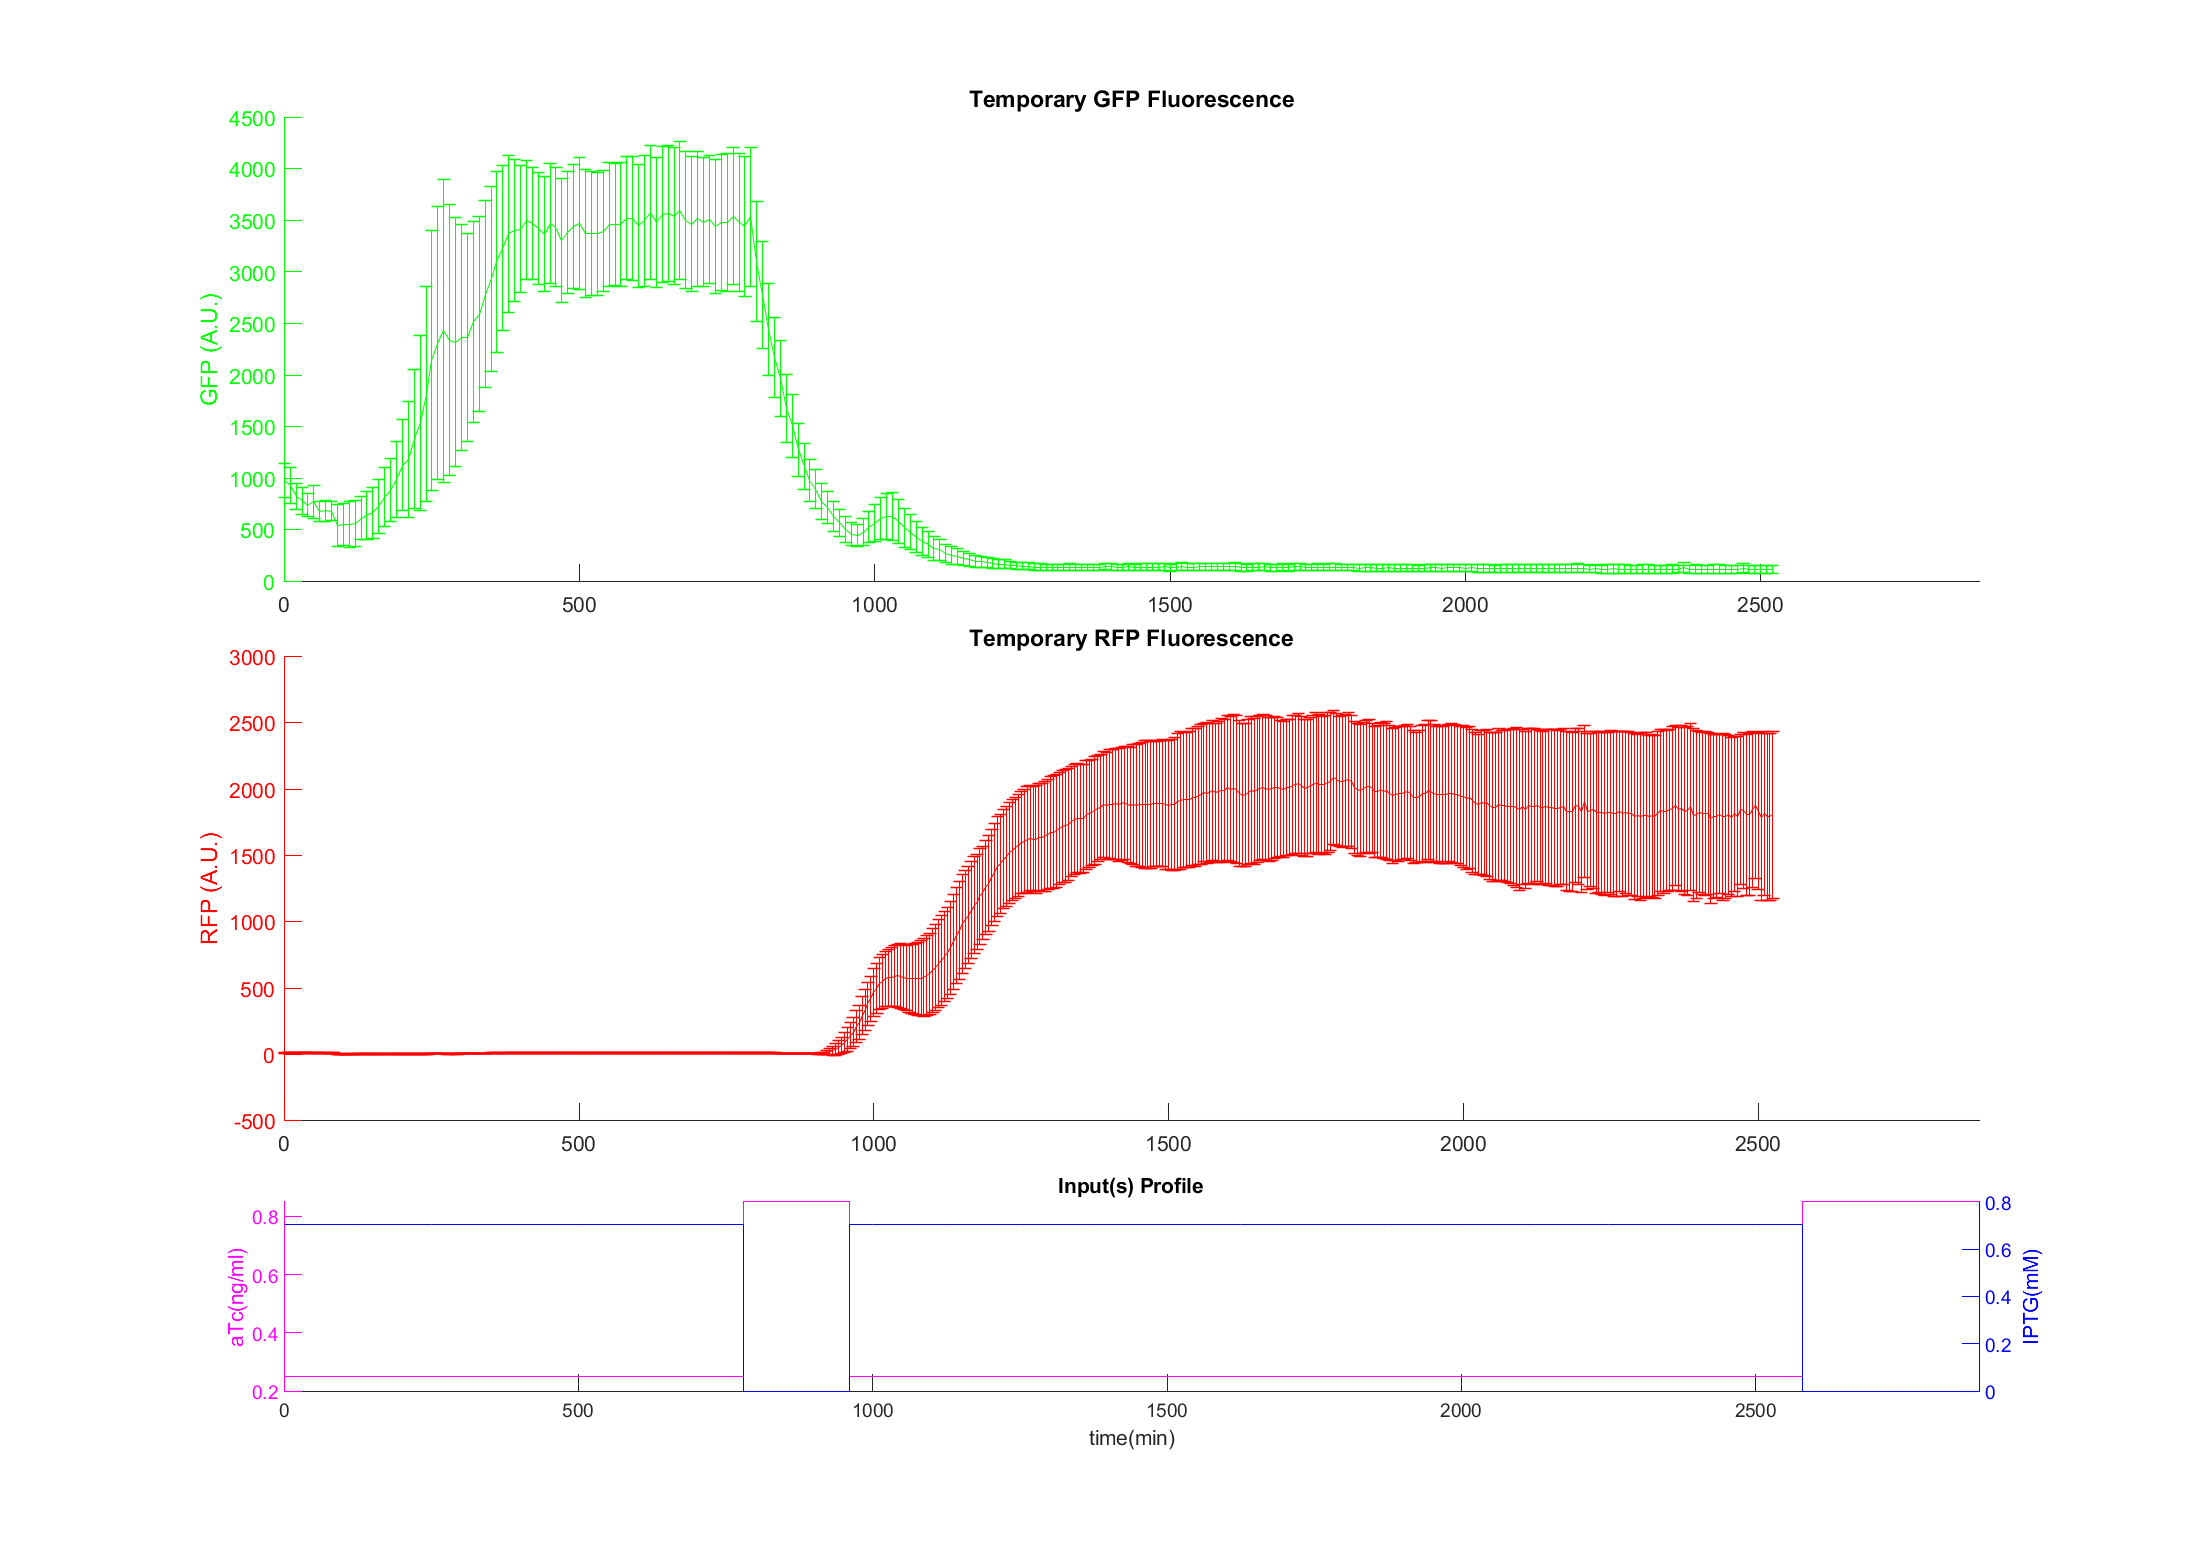 Temporary GFP Fluorescence
4500
4000
3500
3000
2500
2000
1500
1000
500
0
GFP (A.U.)
0 500 1000 1500 2000 2500
Temporary RFP Fluorescence
3000
2500
2000
1500
1000
500
0
-500
RFP (A.U.)
0 500 1000 1500 2000 2500
Input(s) Profile
0.8
0.6
0.4
0.2
aTc(ng/ml)
0.8
0.6
0.4
0.2
0
IPTG(mM)
0 500 1000 1500 2000 2500
time(min)